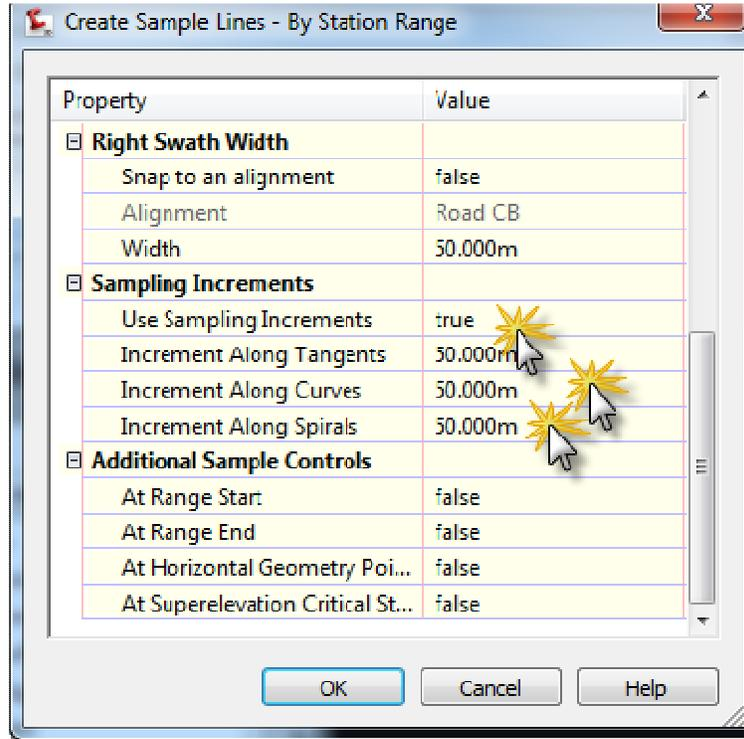 Create Sample Lines - By Station Range
Property Value
Right Swath Width
Snap to an alignment false
Alignment Road CB
Width 50.000m
Sampling Increments
Use Sampling Increments true
Increment Along Tangents 50.000m
Increment Along Curves 50.000m
Increment Along Spirals 50.000m
Additional Sample Controls
At Range Start false
At Range End false
At Horizontal Geometry Poi... false
At Superelevation Critical St... false
OK Cancel Help